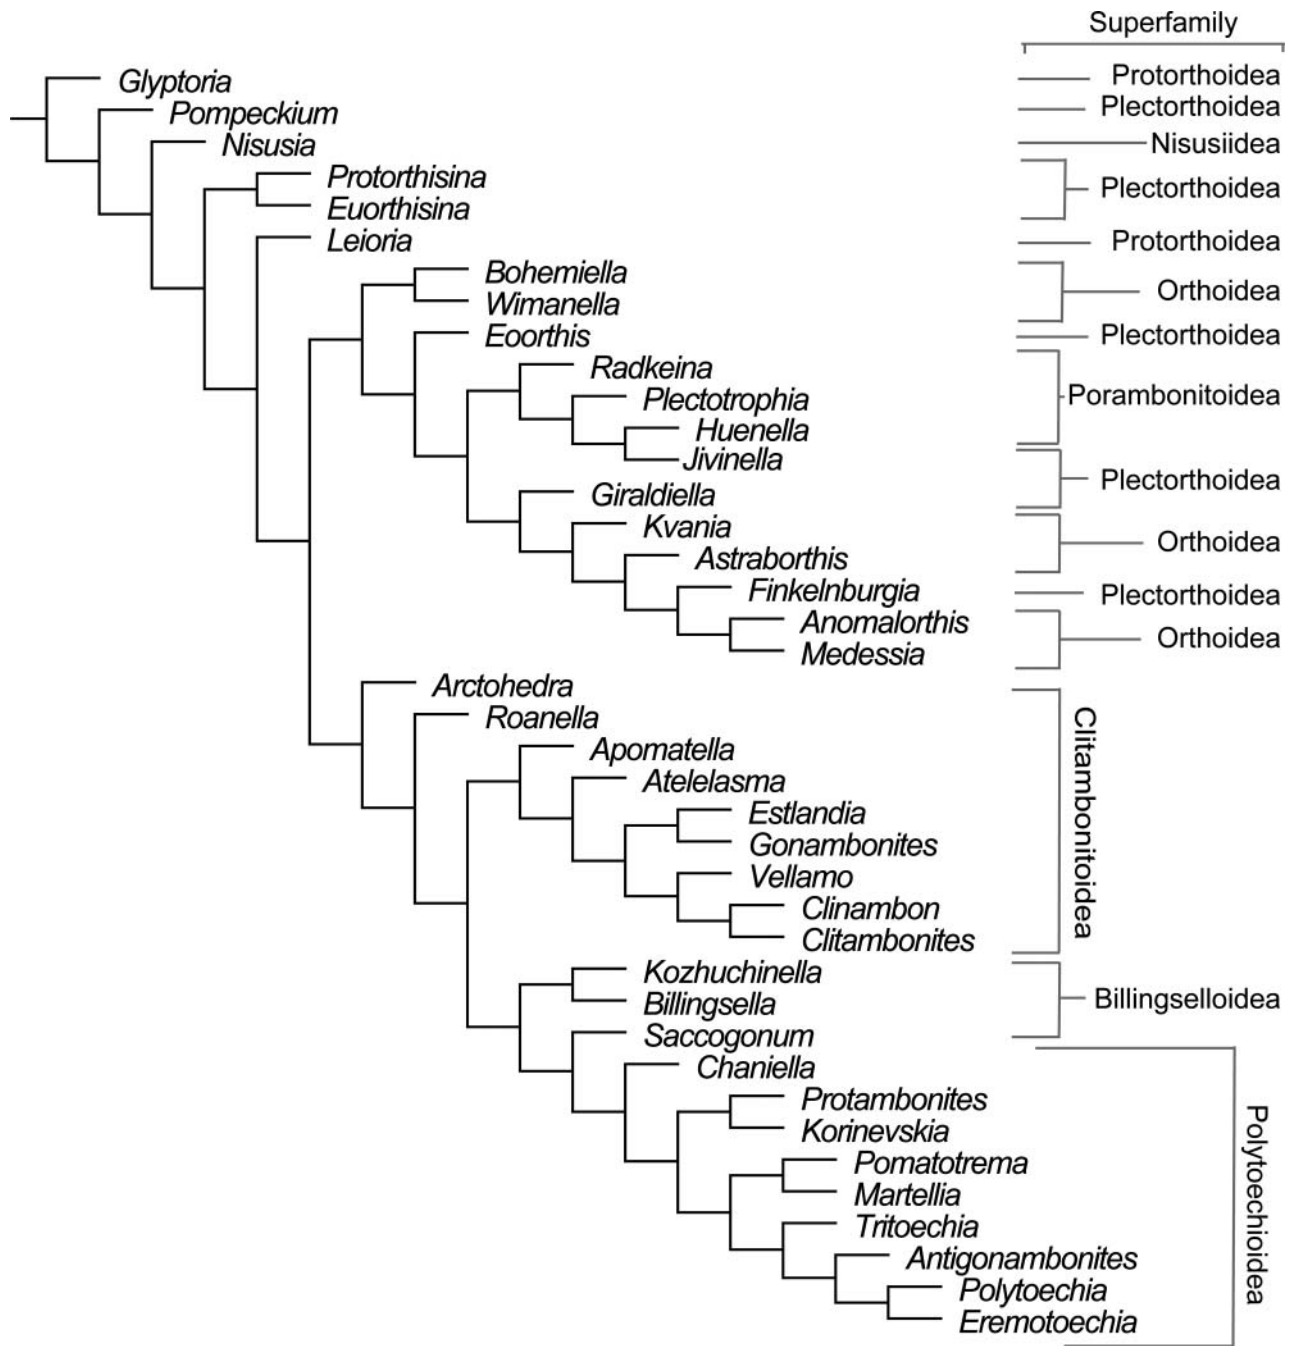 Superfamily
Glyptoria Protorthoidea
Pompeckium Plectorthoidea
Nisusia Nisusiidea
Protorthisina Plectorthoidea
Euorthisina
Leioria Protorthoidea
Bohemiella Orthoidea
Wimanella
Eoorthis Plectorthoidea
Radkeina
Plectotrophia Porambonitoidea
Huenella
Jivinella
Giraldiella Plectorthoidea
Kvania Orthoidea
Astraborthis
Finkelnburgia Plectorthoidea
Anomalorthis Orthoidea
Medessia
Arctohedra
Roanella
Apomatella
Atelelasma
Estlandia
Gonambonites
Vellamo
Clinambon
Clitambonites
Clitambonitoidea
Kozhuchinella Billingselloidea
Billingsella
Saccogonum
Chaniella
Protambonites
Korinevskia
Pomatotrema
Martellia
Tritoechia
Antigonambonites
Polytoechia
Eremotoechia
Polytoechioidea